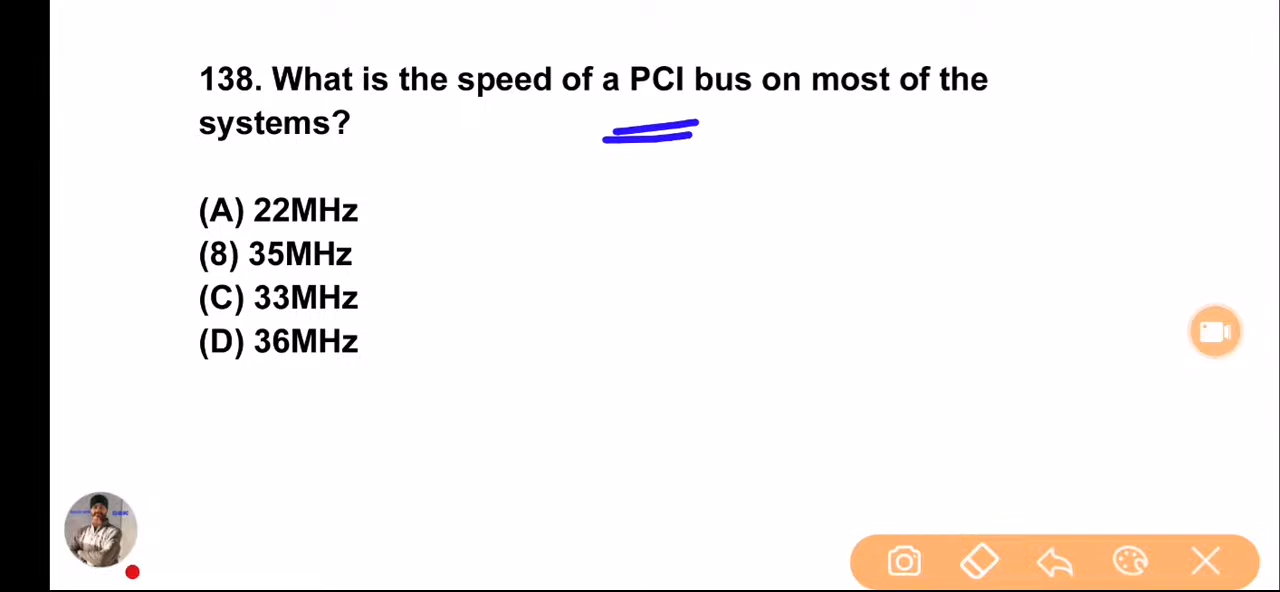 138. What is the speed of a PCI bus on most of the
systems?
(A) 22MHz
(8) 35MHz
(C) 33MHz
(D) 36MHz